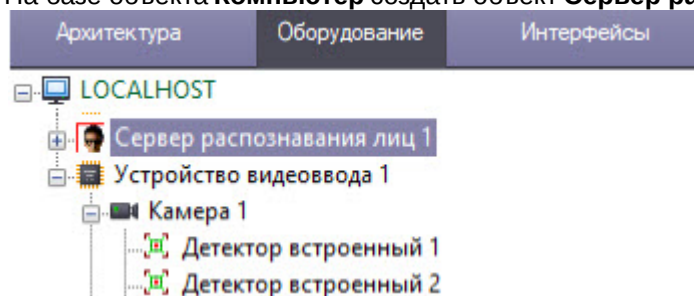 На базе объекта Компьютер создать объект Сервер ра
Архитектура Оборудование Интерфейсы
LOCALHOST
Сервер распознавания лиц 1
Устройство видеоввода 1
Камера 1
Детектор встроенный 1
Детектор встроенный 2